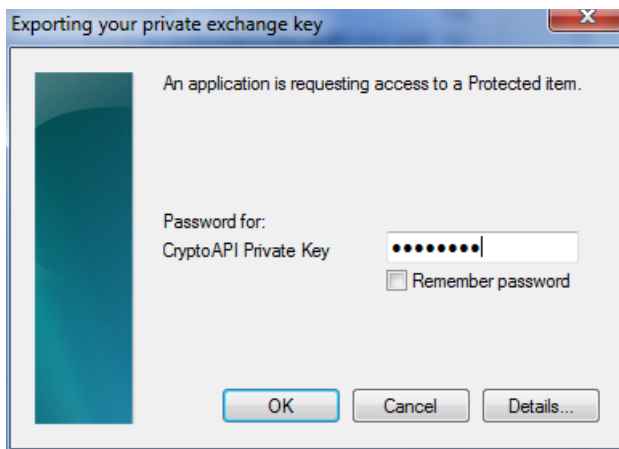 Exporting your private exchange key
An application is requesting access to a Protected item.
Password for:
CryptoAPI Private Key
Remember password
OK
Cancel
Details...